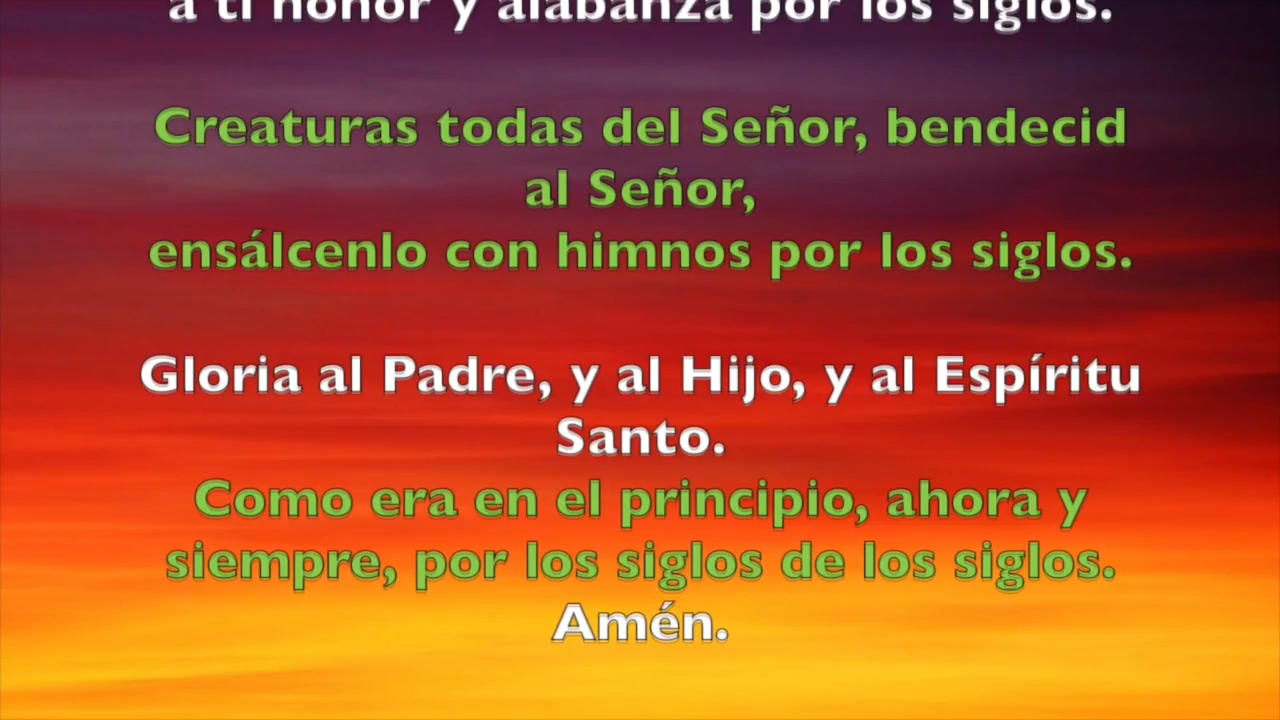 a ti honor y alabanza por los siglos.
Creaturas todas del Señor, bendecid
al Señor,
ensálcenlo con himnos por los siglos.
Gloria al Padre, y al Hijo, y al Espíritu
Santo.
Como era en el principio, ahora y
siempre, por los siglos de los siglos.
Amén.